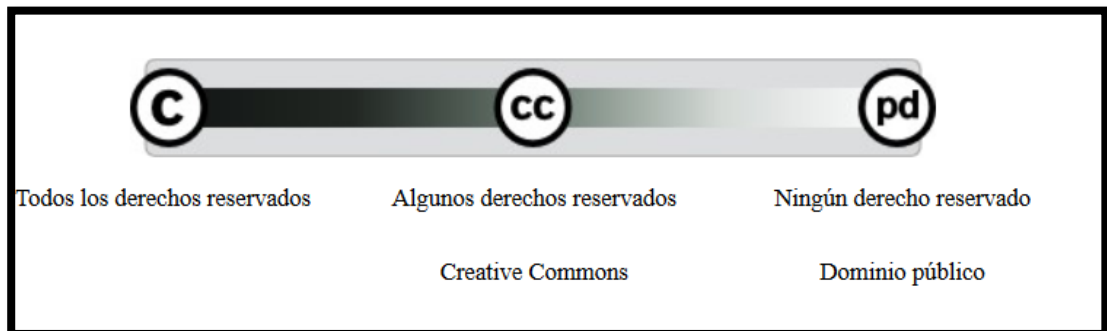 C cc pd
Todos los derechos reservados Algunos derechos reservados Ningún derecho reservado
Creative Commons Dominio público